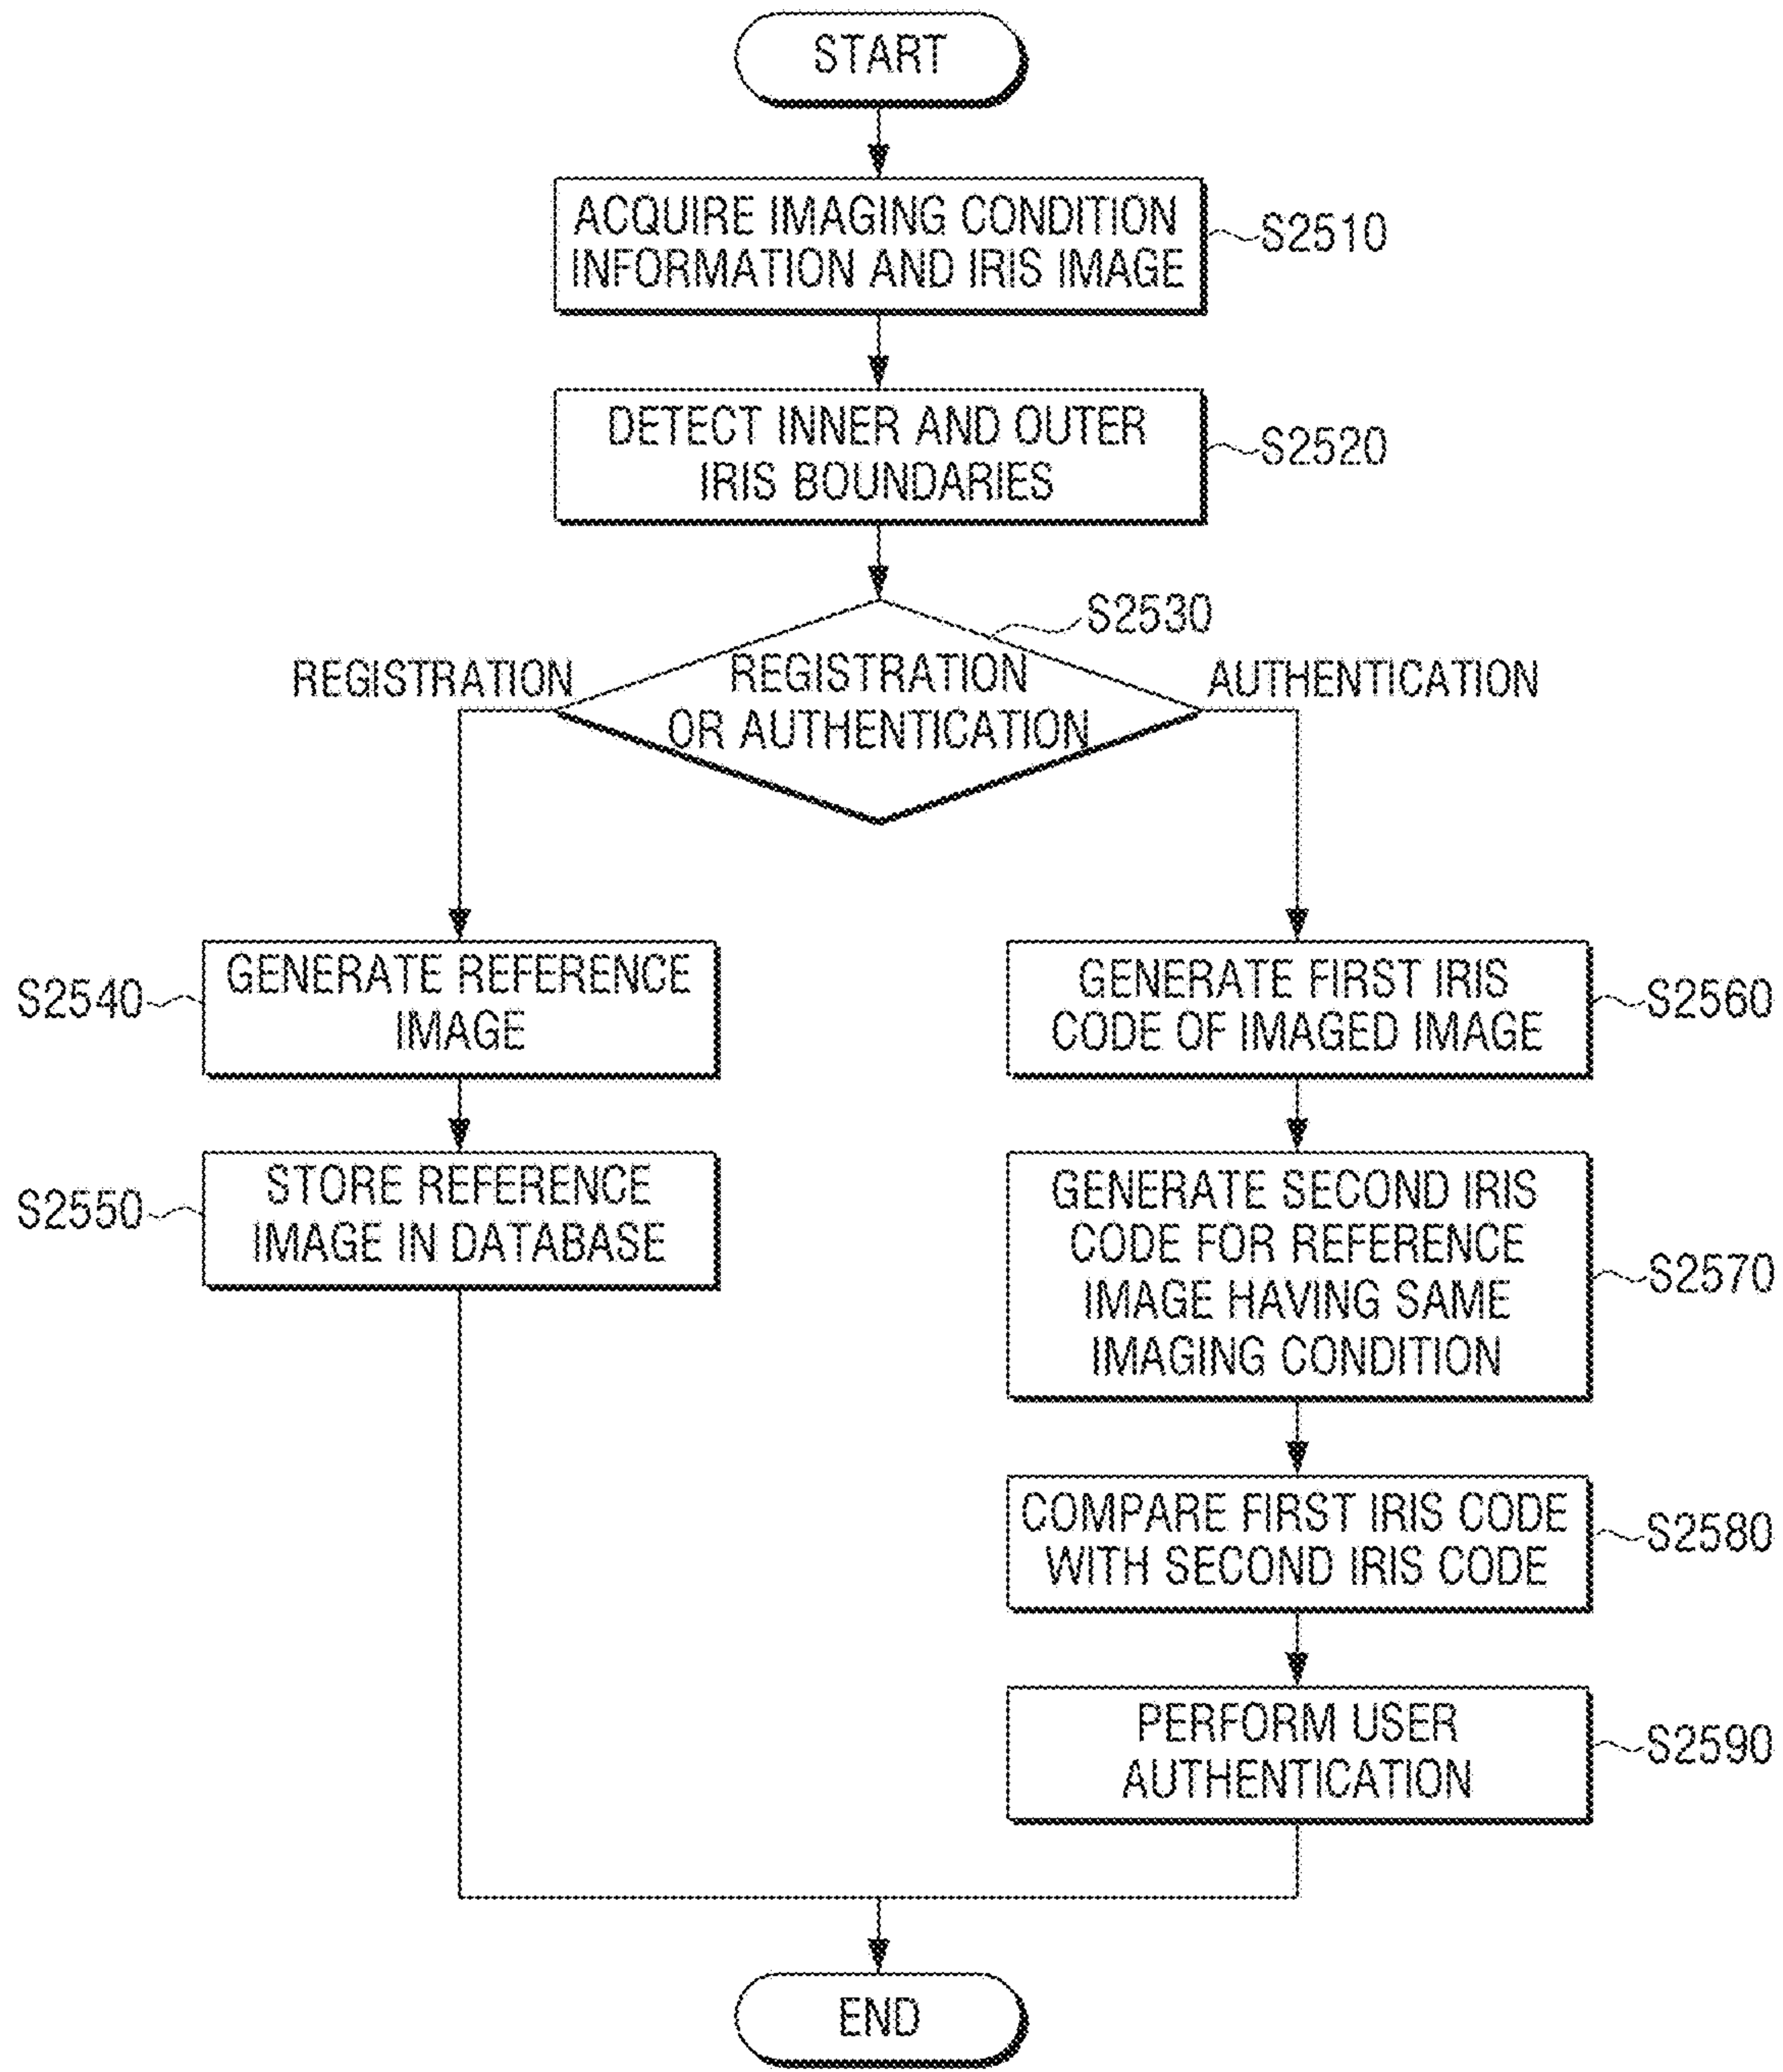 START
ACQUIRE IMAGING CONDITION
INFORMATION AND IRIS IMAGE
S2510
DETECT INNER AND OUTER
IRIS BOUNDARIES
S2520
S2530
REGISTRATION
REGISTRATION
OR AUTHENTICATION
AUTHENTICATION
S2540
GENERATE REFERENCE
IMAGE
S2550
STORE REFERENCE
IMAGE IN DATABASE
GENERATE FIRST IRIS
CODE OF IMAGED IMAGE
S2560
GENERATE SECOND IRIS
CODE FOR REFERENCE
IMAGE HAVING SAME
IMAGING CONDITION
S2570
COMPARE FIRST IRIS CODE
WITH SECOND IRIS CODE
S2580
PERFORM USER
AUTHENTICATION
S2590
END